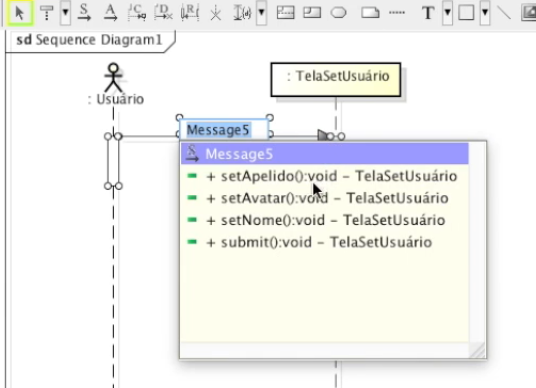 S A C D R T
sd Sequence Diagram1
: Usuário
: TelaSetUsuário
Message5
Message5
+ setApelido():void – TelaSetUsuário
+ setAvatar():void – TelaSetUsuário
+ setNome():void – TelaSetUsuário
+ submit():void – TelaSetUsuário